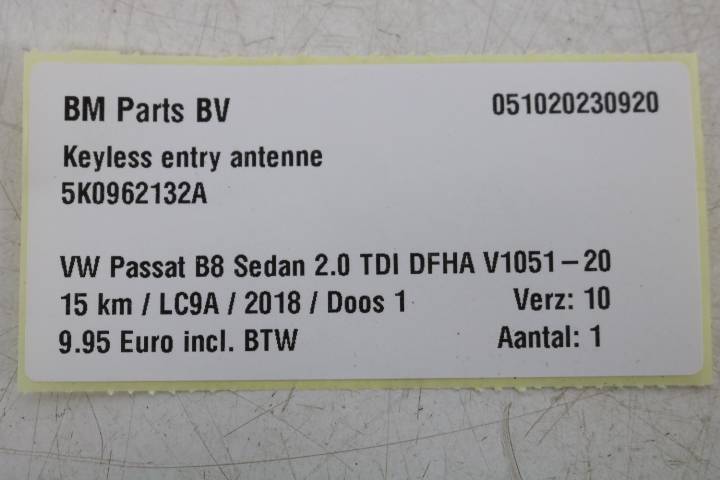 BM Parts BV 051020230920
Keyless entry antenne
5K0962132A
VW Passat B8 Sedan 2.0 TDI DFHA V1051-20
15 km / LC9A / 2018 / Doos 1 Verz: 10
9.95 Euro incl. BTW Aantal: 1